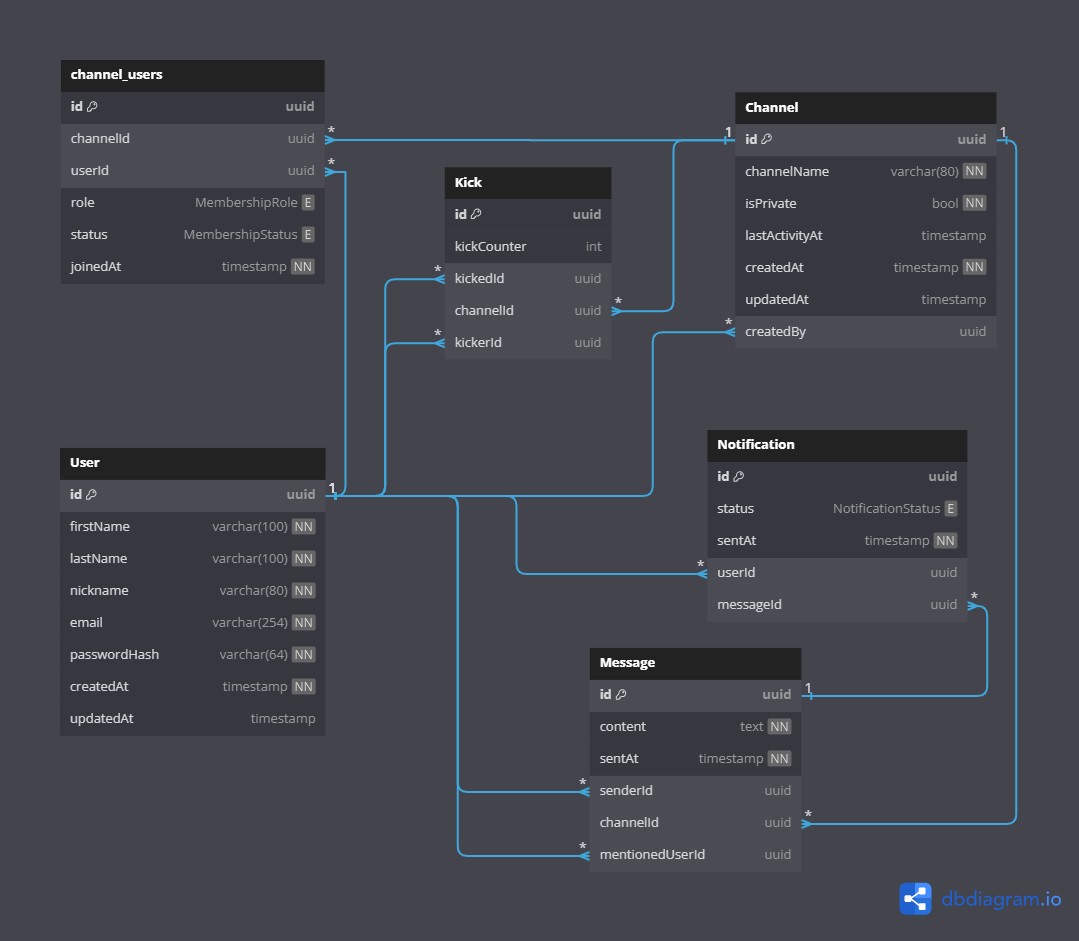 channel_users
id uuid
channelId uuid *
userId uuid *
role MembershipRole E
status MembershipStatus E
joinedAt timestamp NN
Kick
id uuid
kickCounter int
* kickedId uuid
channelId uuid *
* kickerId uuid
Channel
1 id uuid 1
channelName varchar(80) NN
isPrivate bool NN
lastActivityAt timestamp
createdAt timestamp NN
updatedAt timestamp
* createdBy uuid
User
id uuid 1
firstName varchar(100) NN
lastName varchar(100) NN
nickname varchar(80) NN
email varchar(254) NN
passwordHash varchar(64) NN
createdAt timestamp NN
updatedAt timestamp
Notification
id uuid
status NotificationStatus E
sentAt timestamp NN
* userId uuid
messageId uuid *
Message
id uuid 1
content text NN
sentAt timestamp NN
* senderId uuid
channelId uuid *
* mentionedUserId uuid
dbdiagram.io